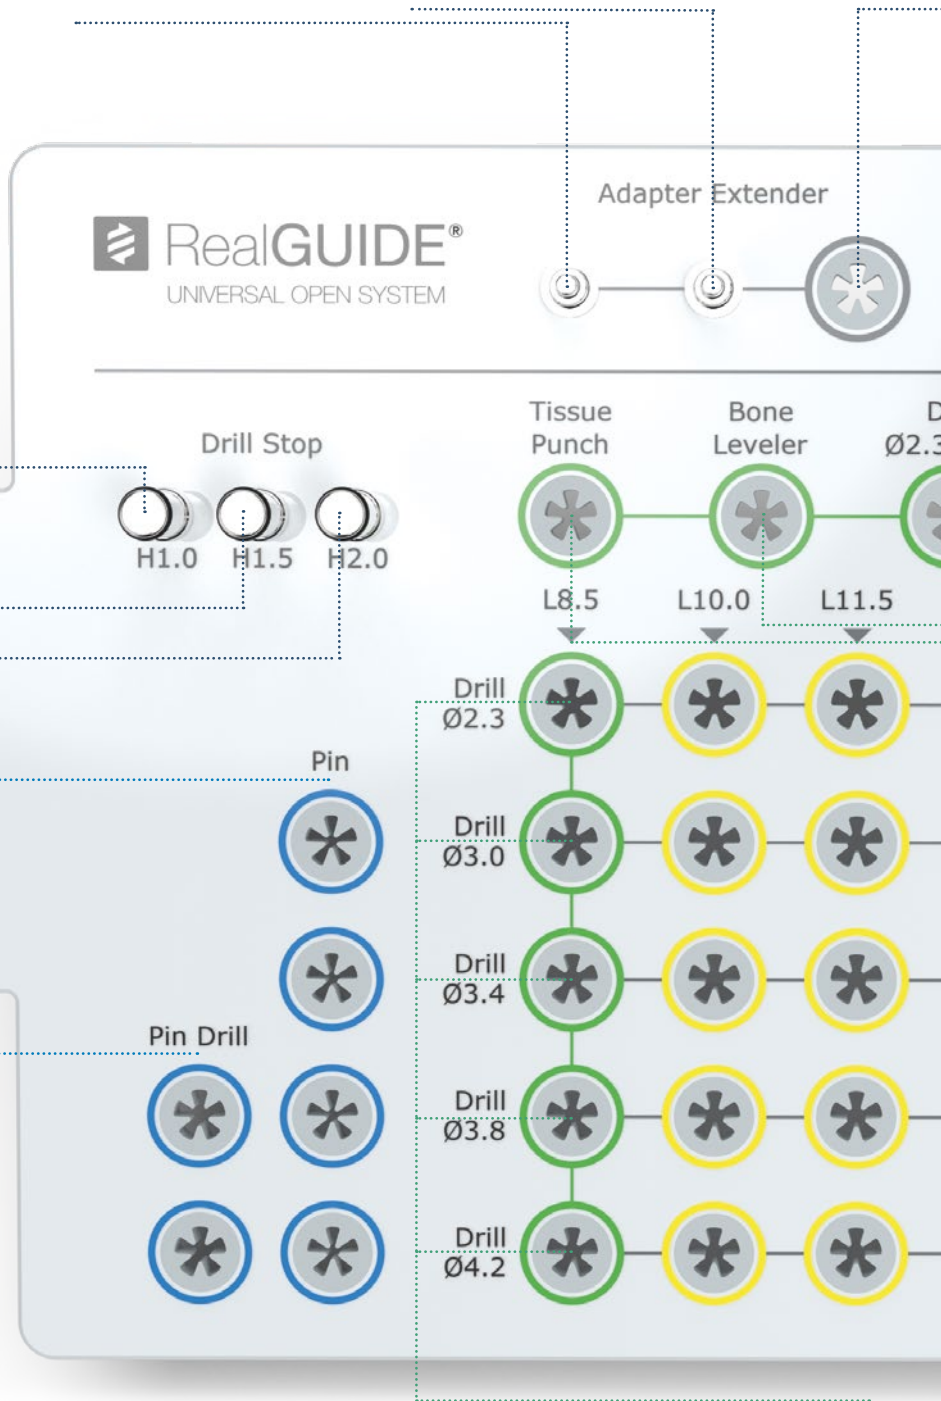 Adapter Extender
RealGUIDE®
UNIVERSAL OPEN SYSTEM
Drill Stop
H1.0 H1.5 H2.0
Tissue
Punch
Bone
Leveler
Ø2.3
L8.5 L10.0 L11.5
Drill
Ø2.3
Pin
Drill
Ø3.0
Drill
Ø3.4
Pin Drill
Drill
Ø3.8
Drill
Ø4.2